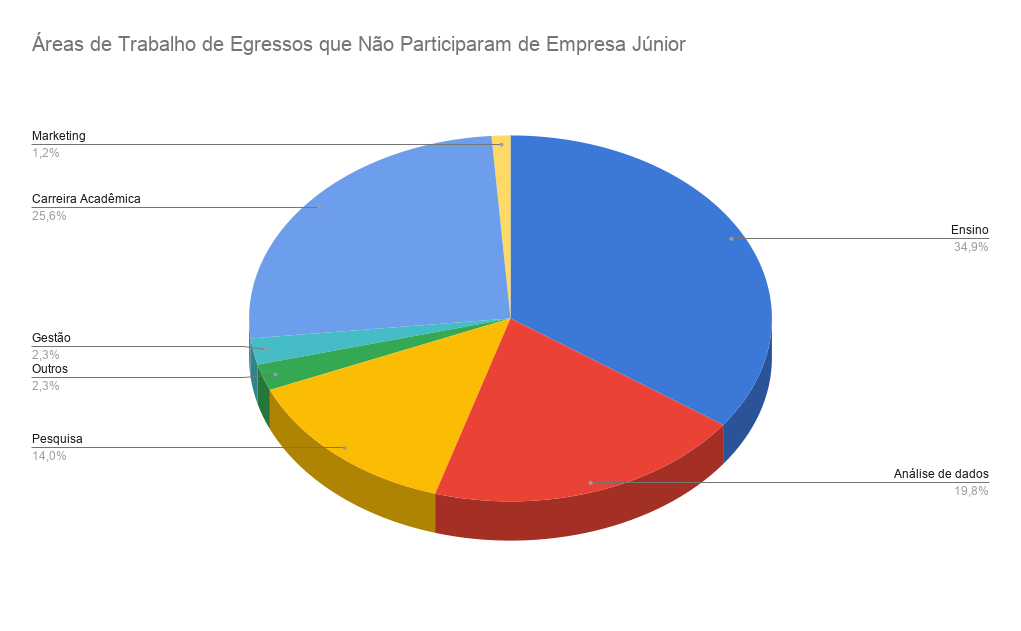 Áreas de Trabalho de Egressos que Não Participaram de Empresa Júnior
Marketing
1,2%
Carreira Acadêmica
25,6%
Ensino
34,9%
Gestão
2,3%
Outros
2,3%
Pesquisa
14,0%
Análise de dados
19,8%